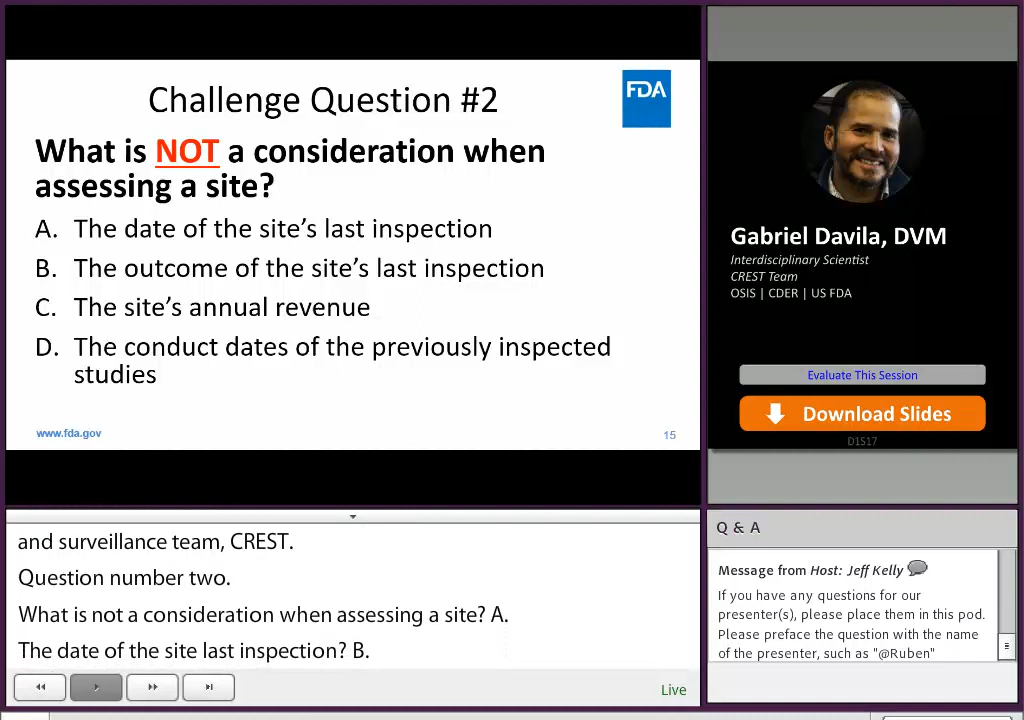 Challenge Question #2
FDA
What is NOT a consideration when
assessing a site?
A. The date of the site's last inspection
B. The outcome of the site's last inspection
C. The site's annual revenue
D. The conduct dates of the previously inspected
studies
www.fda.gov
15
Gabriel Davila, DVM
Interdisciplinary Scientist
CREST Team
OSIS | CDER | US FDA
Evaluate This Session
Download Slides
D1S17
and surveillance team, CREST.
Question number two.
What is not a consideration when assessing a site? A.
The date of the site last inspection? B.
Live
Q & A
Message from Host: Jeff Kelly
If you have any questions for our
presenter(s), please place them in this pod.
Please preface the question with the name
of the presenter, such as "@Ruben"